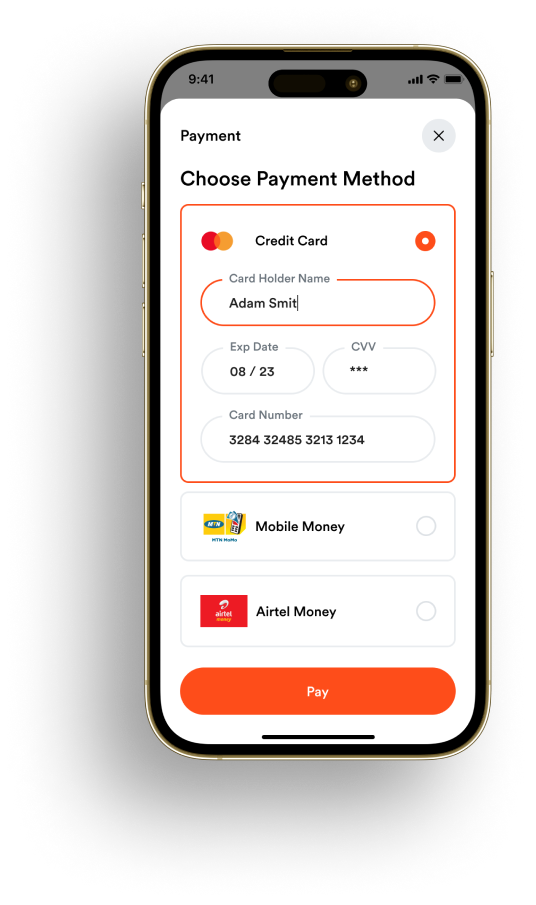 9:41
Payment
Choose Payment Method
Credit Card
Card Holder Name
Adam Smit
Exp Date
CVV
08 / 23
***
Card Number
3284 32485 3213 1234
MTN
MTN MoMo
Mobile Money
airtel
money
Airtel Money
Pay